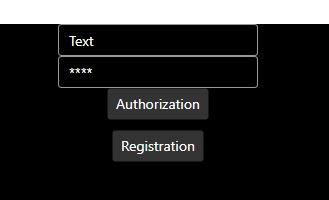 Text
****
Authorization
Registration